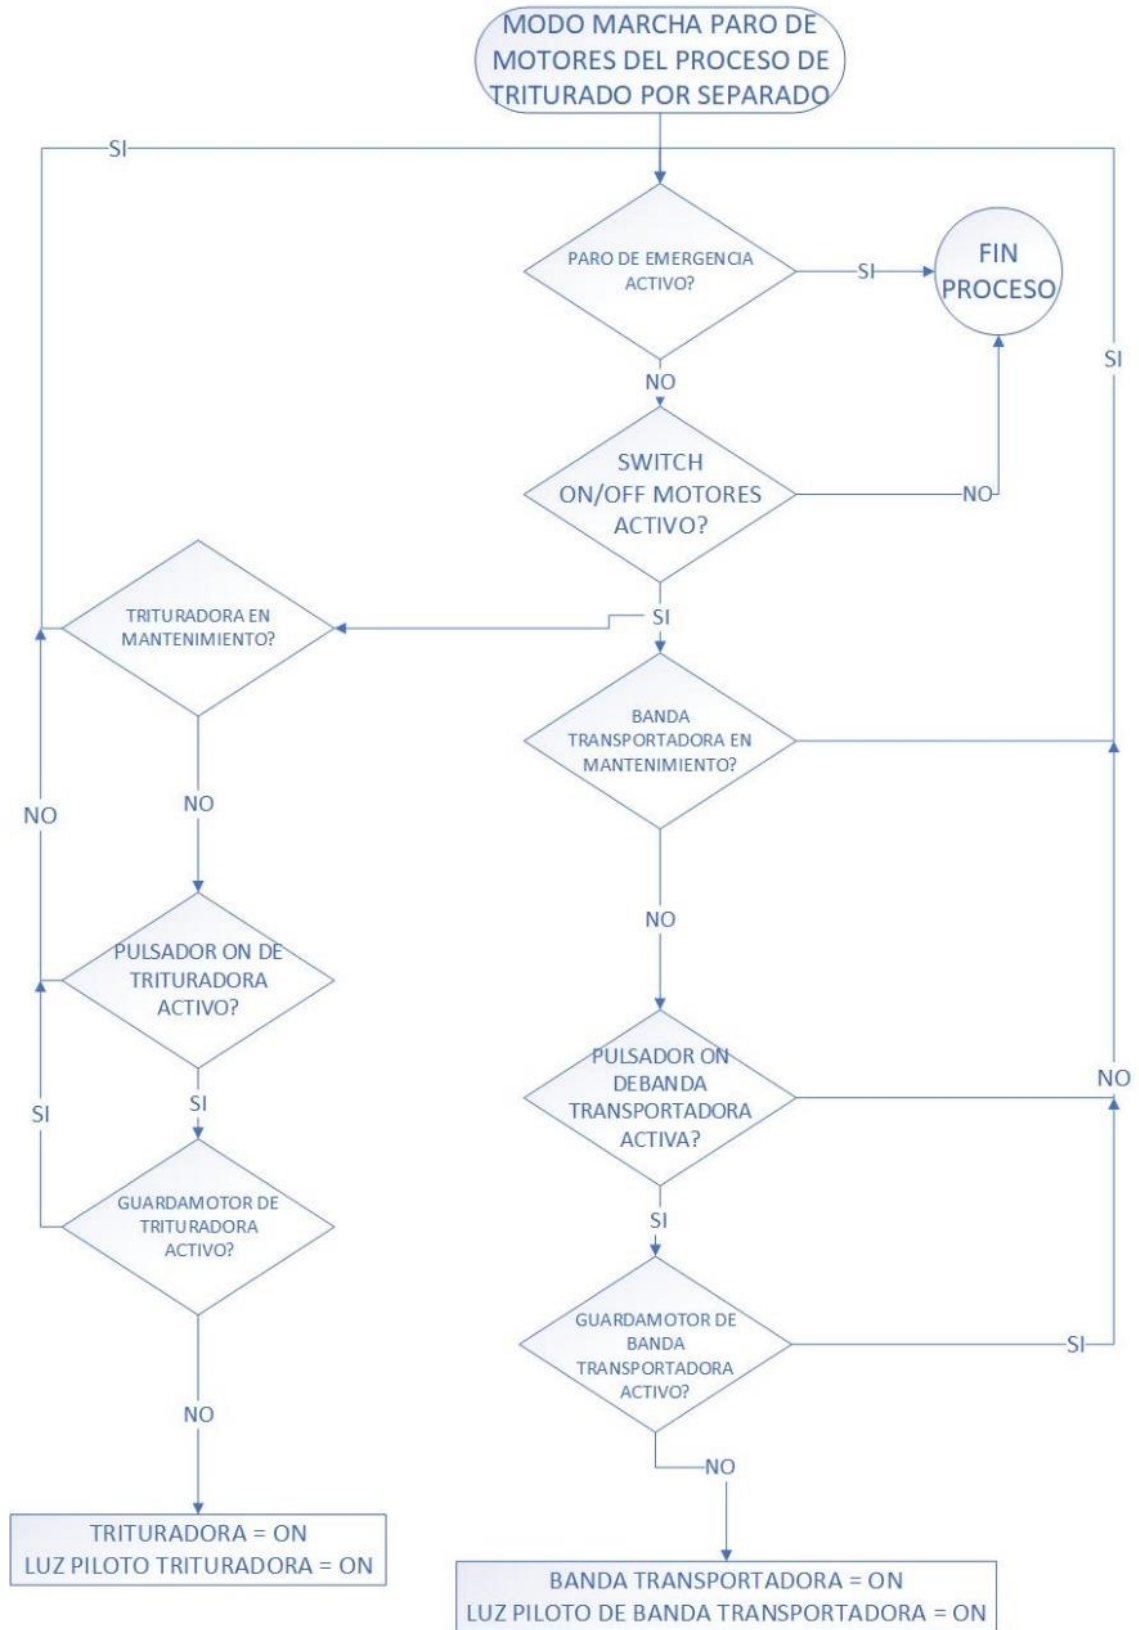 MODO MARCHA PARO DE
MOTORES DEL PROCESO DE
TRITURADO POR SEPARADO
SI
PARO DE EMERGENCIA
ACTIVO?
SI
FIN
PROCESO
SI
NO
SWITCH
ON/OFF MOTORES
ACTIVO?
NO
SI
TRITURADORA EN
MANTENIMIENTO?
BANDA
TRANSPORTADORA EN
MANTENIMIENTO?
NO
NO
NO
PULSADOR ON DE
TRITURADORA
ACTIVO?
PULSADOR ON
DEBANDA
TRANSPORTADORA
ACTIVA?
NO
SI
SI
GUARDAMOTOR DE
TRITURADORA
ACTIVO?
SI
GUARDAMOTOR DE
BANDA
TRANSPORTADORA
ACTIVO?
SI
NO
NO
TRITURADORA = ON
LUZ PILOTO TRITURADORA = ON
BANDA TRANSPORTADORA = ON
LUZ PILOTO DE BANDA TRANSPORTADORA = ON